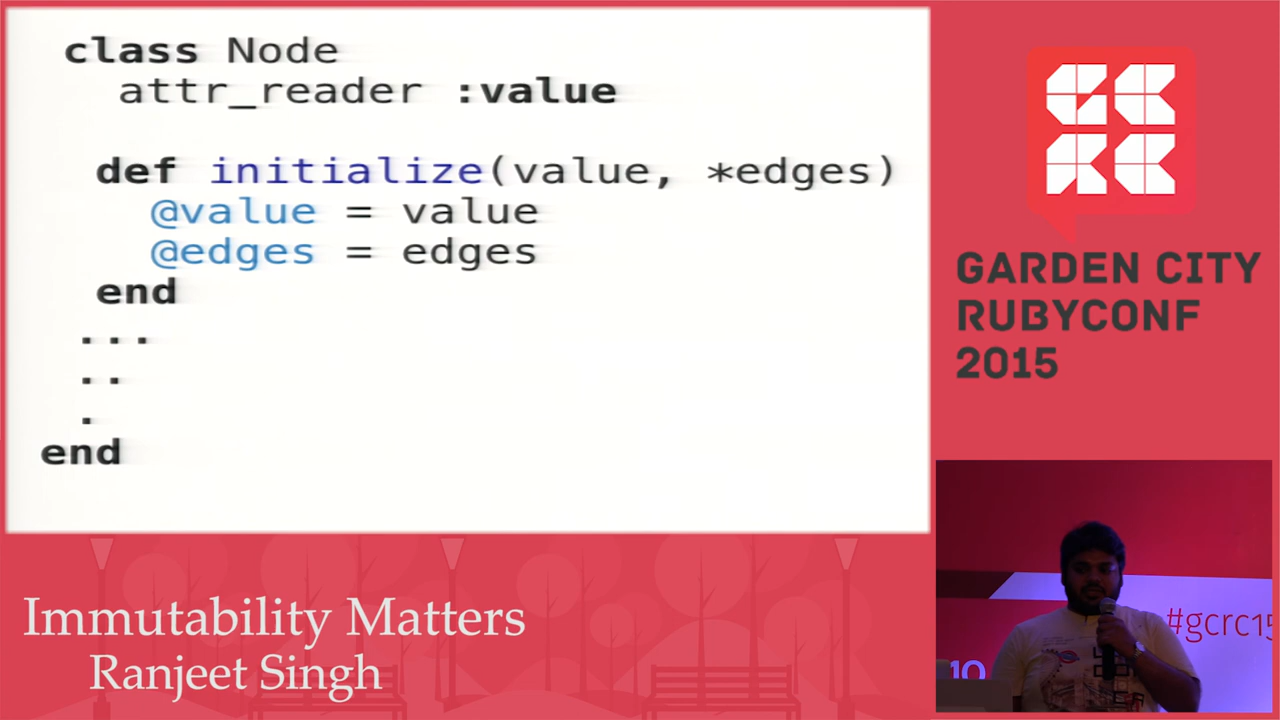 class Node
attr_reader :value
def initialize(value, *edges)
@value = value
@edges = edges
end
...
..
.
end
GARDEN CITY
RUBYCONF
2015
#gcrc15
Immutability Matters
Ranjeet Singh